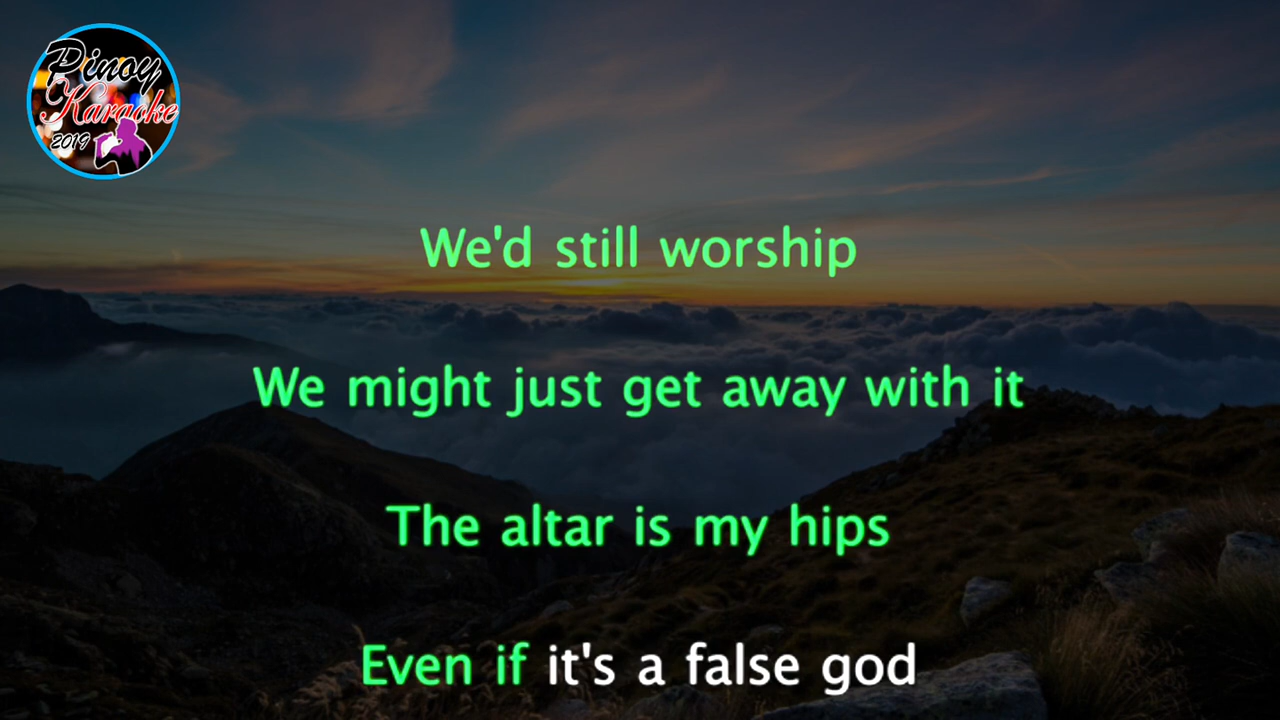 Pinoy
Karaoke
2019
We'd still worship
We might just get away with it
The altar is my hips
Even if it's a false god